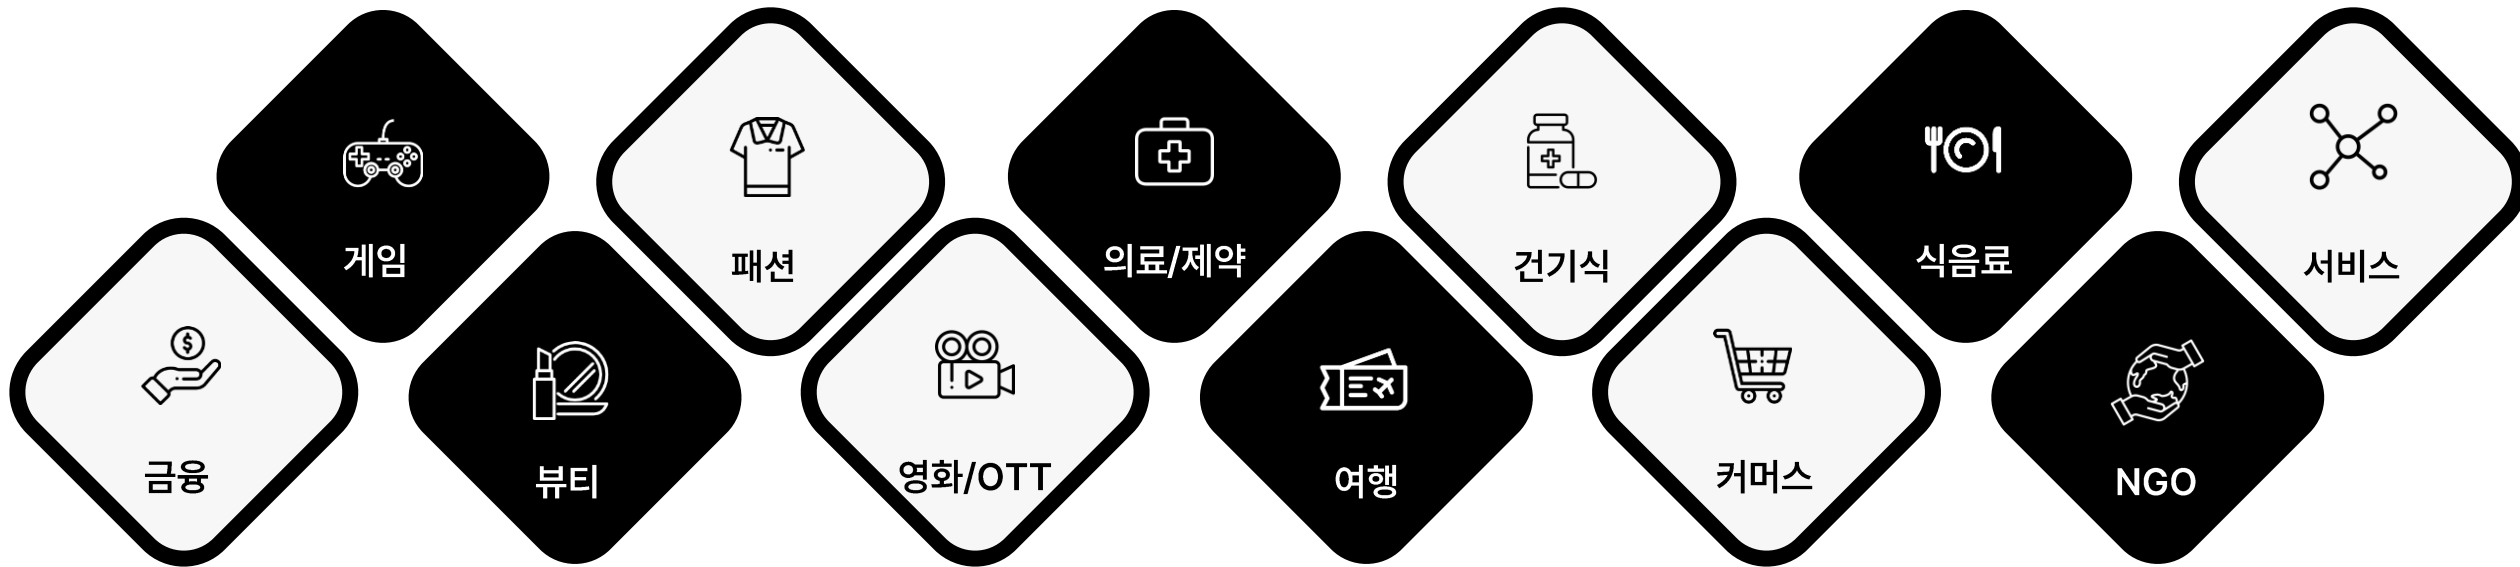 게임
패션
의료/제약
건기식
식음료
서비스
금융
뷰티
영화/OTT
여행
커머스
NGO